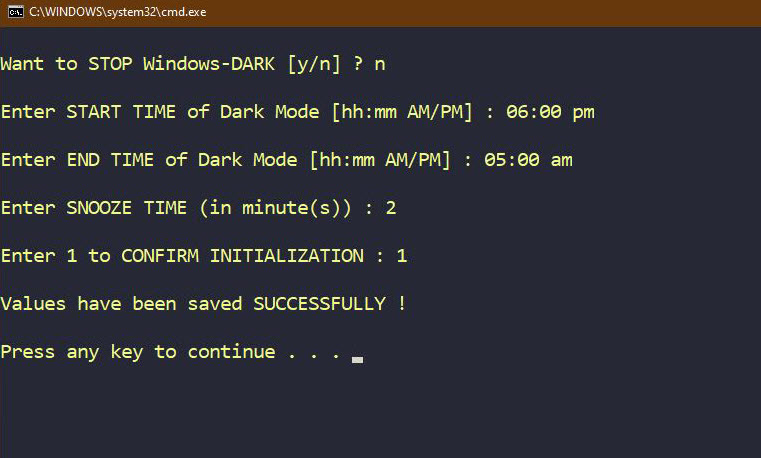 C:\WINDOWS\system32\cmd.exe
Want to STOP Windows-DARK [y/n] ? n
Enter START TIME of Dark Mode [hh:mm AM/PM] : 06:00 pm
Enter END TIME of Dark Mode [hh:mm AM/PM] : 05:00 am
Enter SNOOZE TIME (in minute(s)) : 2
Enter 1 to CONFIRM INITIALIZATION : 1
Values have been saved SUCCESSFULLY !
Press any key to continue . . .